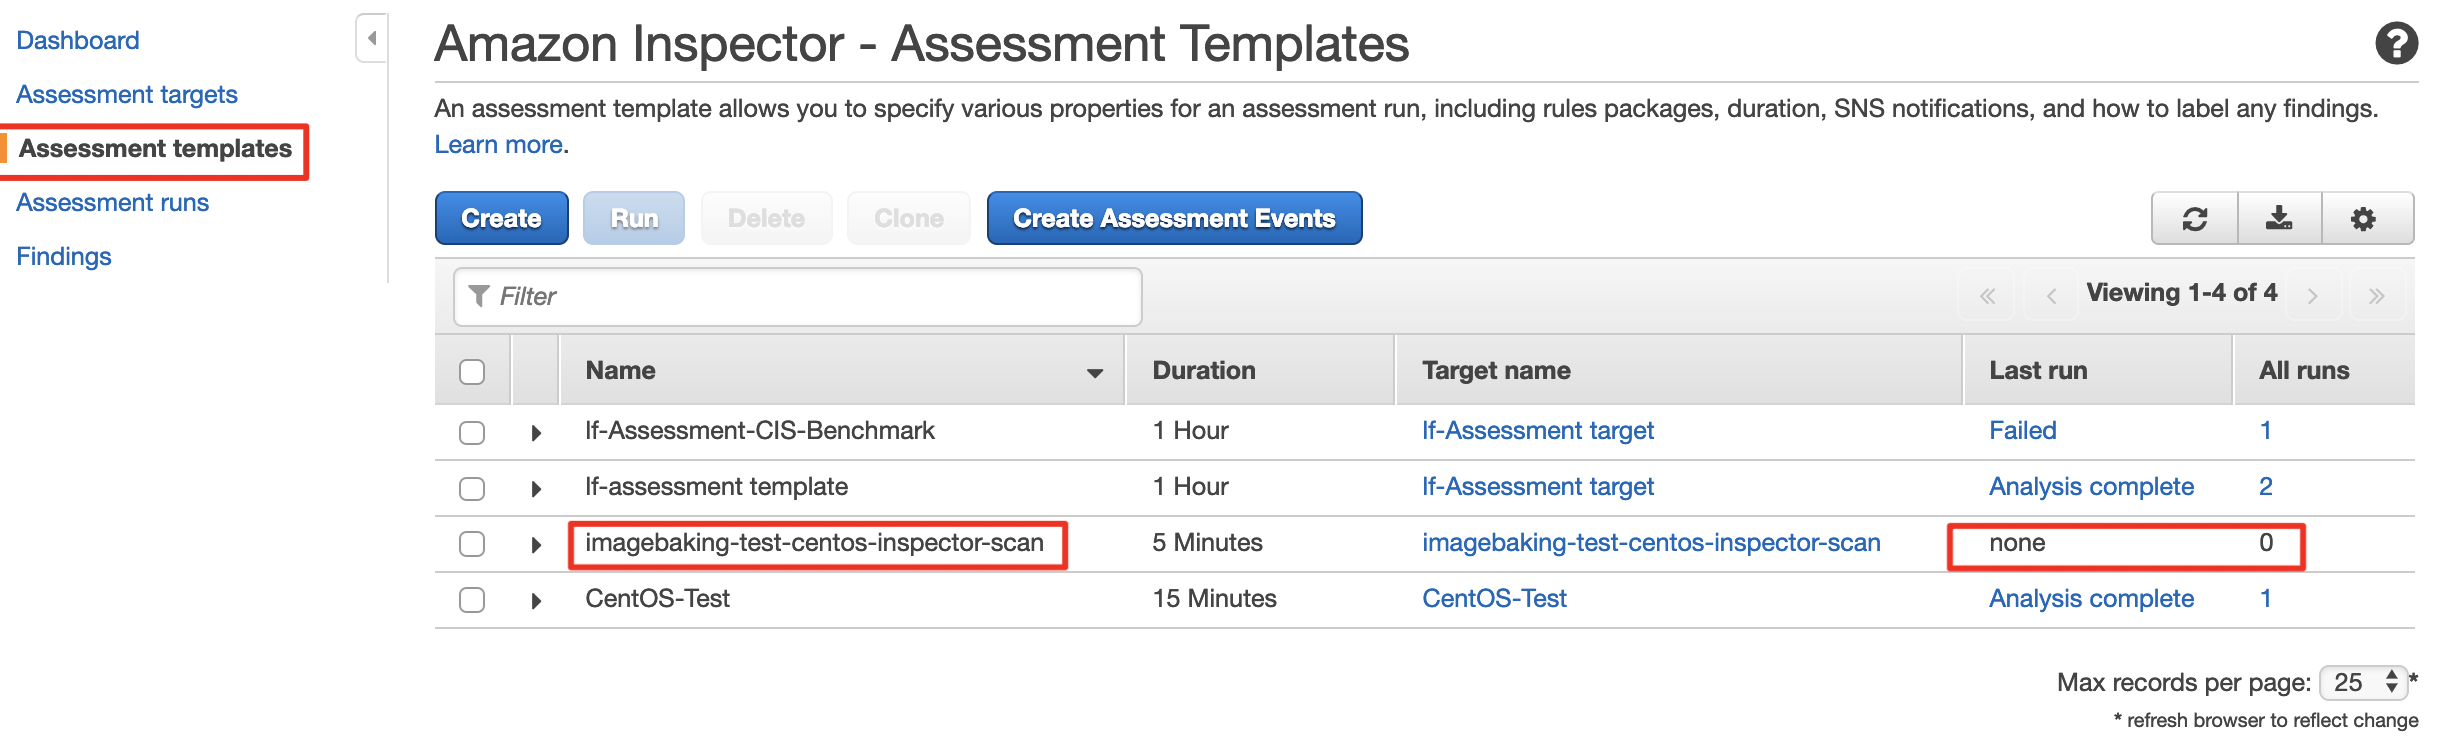 Dashboard
Assessment targets
Assessment templates
Assessment runs
Findings
Amazon Inspector - Assessment Templates
?
An assessment template allows you to specify various properties for an assessment run, including rules packages, duration, SNS notifications, and how to label any findings.
Learn more.
Create Run Delete Clone Create Assessment Events
Filter
« ‹ Viewing 1-4 of 4 › »
Name Duration Target name Last run All runs
lf-Assessment-CIS-Benchmark 1 Hour lf-Assessment target Failed 1
lf-assessment template 1 Hour lf-Assessment target Analysis complete 2
imagebaking-test-centos-inspector-scan 5 Minutes imagebaking-test-centos-inspector-scan none 0
CentOS-Test 15 Minutes CentOS-Test Analysis complete 1
Max records per page: 25 *
* refresh browser to reflect change